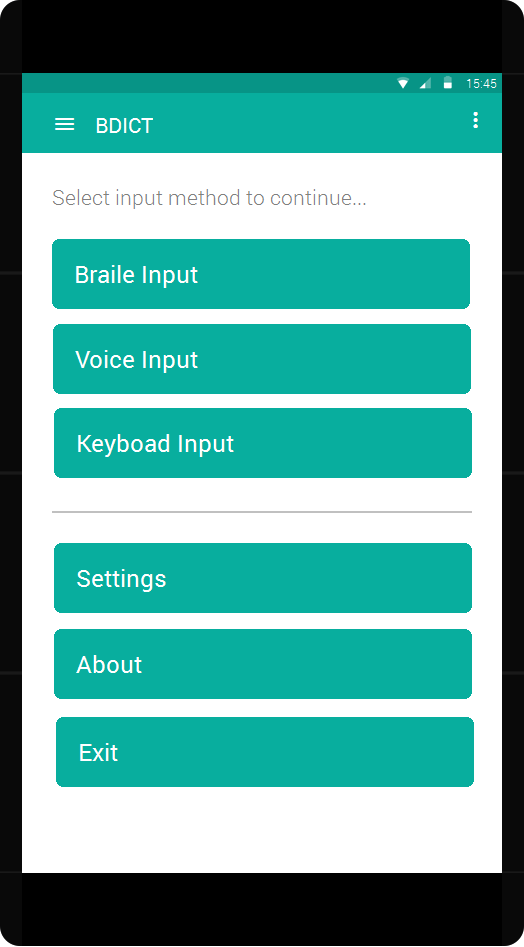 15:45
BDICT
Select input method to continue...
Braile Input
Voice Input
Keyboad Input
Settings
About
Exit